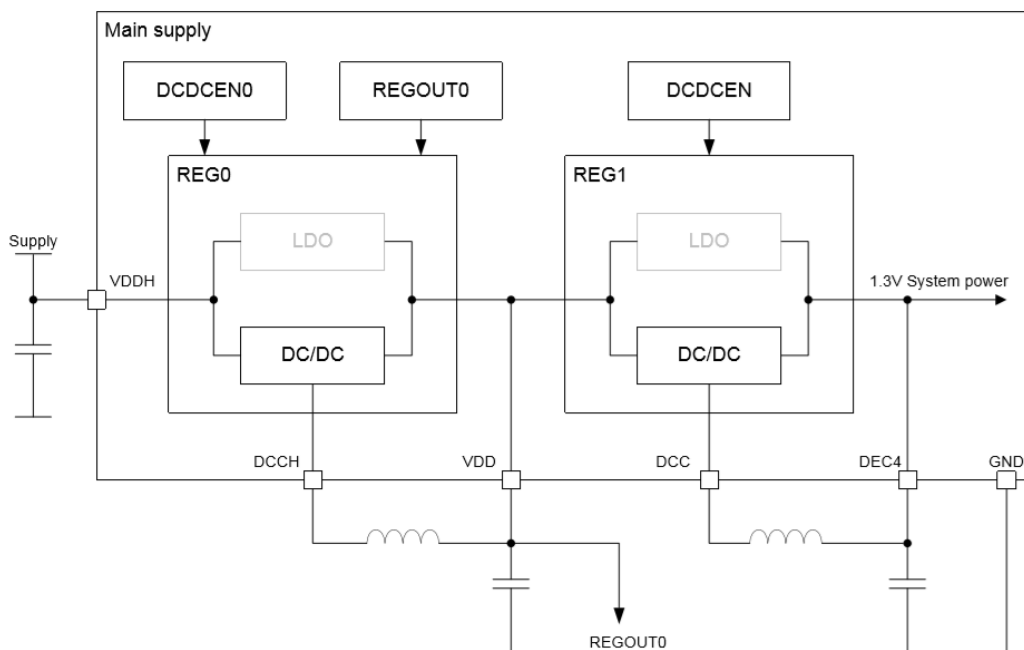 Main supply
DCDCEN0
REGOUT0
DCDCEN
REG0
REG1
LDO
LDO
Supply
VDDH
1.3V System power
DC/DC
DC/DC
DCCH
VDD
DCC
DEC4
GND
REGOUT0